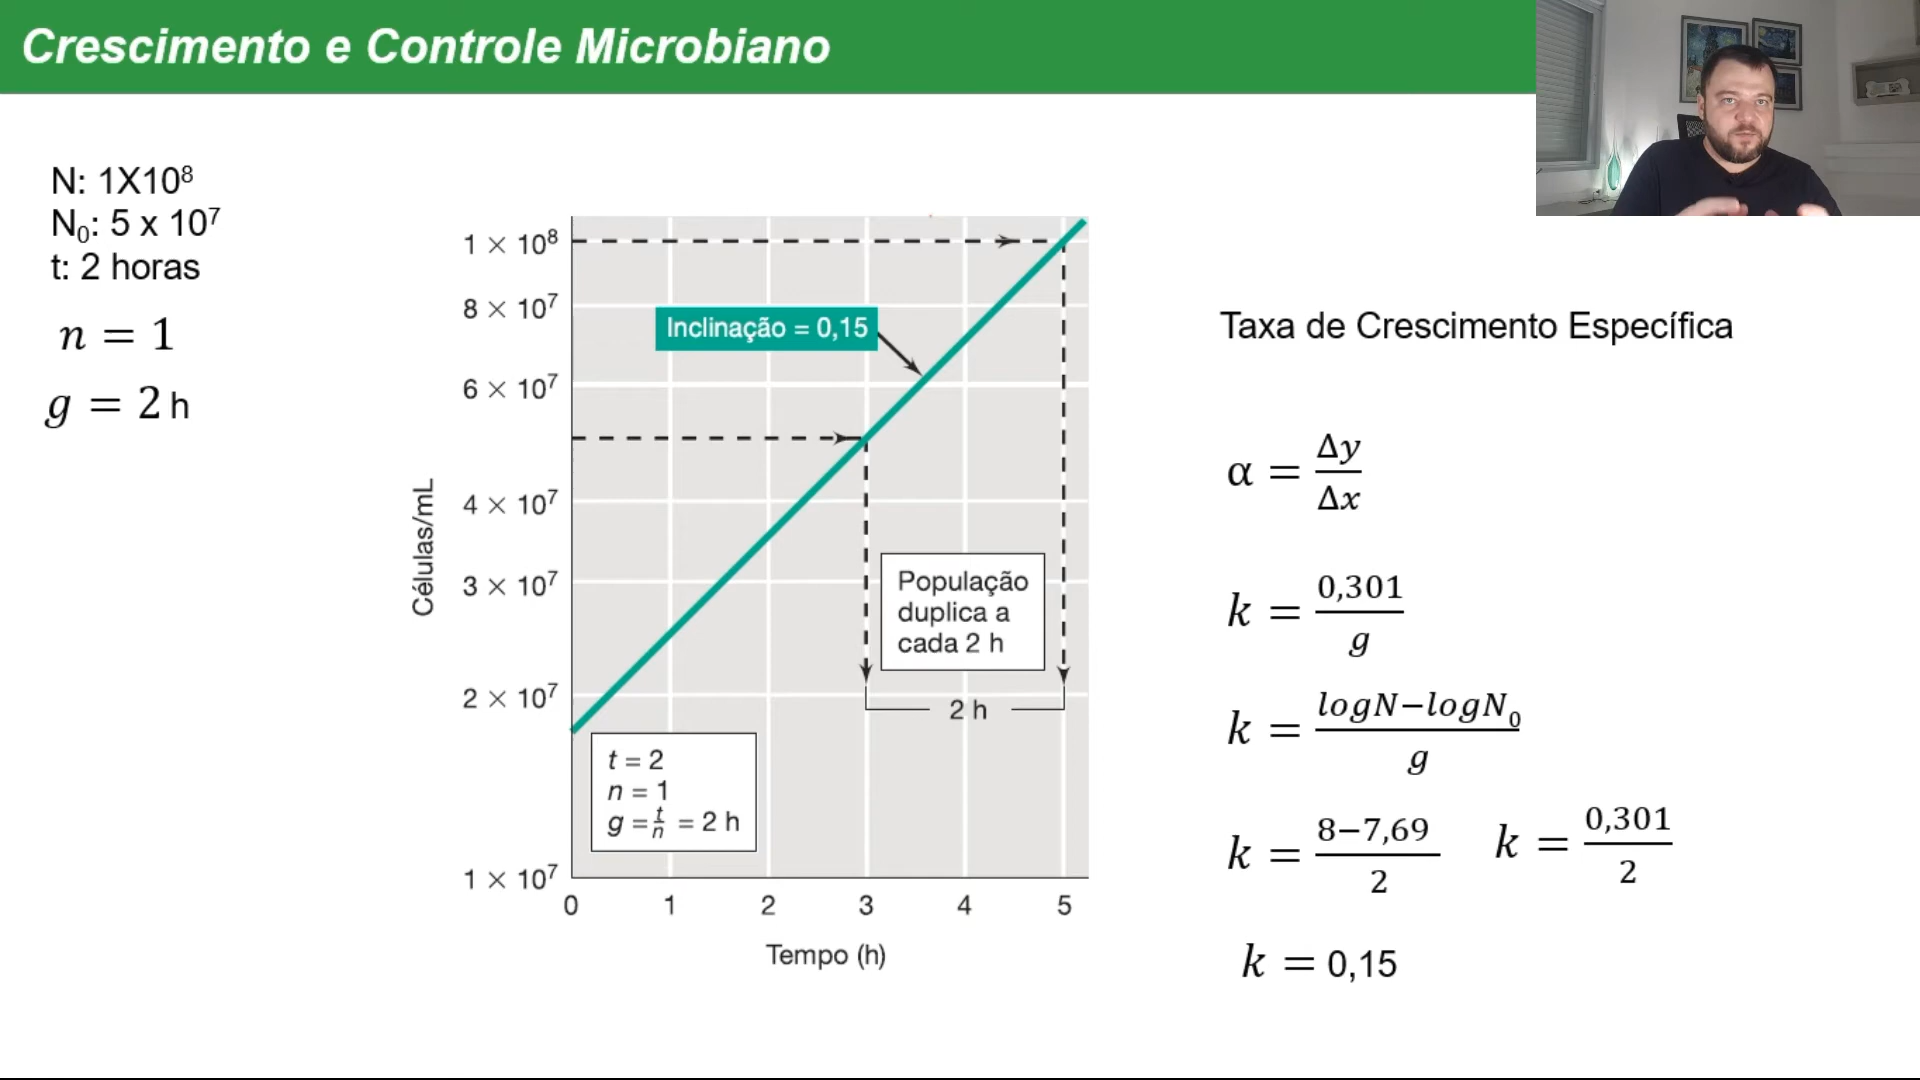 Crescimento e Controle Microbiano
N: 1X10⁸
N₀: 5 x 10⁷
t: 2 horas
n = 1
g = 2 h
1 × 10⁸
8 × 10⁷
6 × 10⁷
4 × 10⁷
3 × 10⁷
2 × 10⁷
1 × 10⁷
Células/mL
Inclinação = 0,15
População
duplica a
cada 2 h
2 h
t = 2
n = 1
g = t/n = 2 h
0 1 2 3 4 5
Tempo (h)
Taxa de Crescimento Específica
α = Δy/Δx
k = 0,301/g
k = logN−logN₀/g
k = 8−7,69/2 k = 0,301/2
k = 0,15